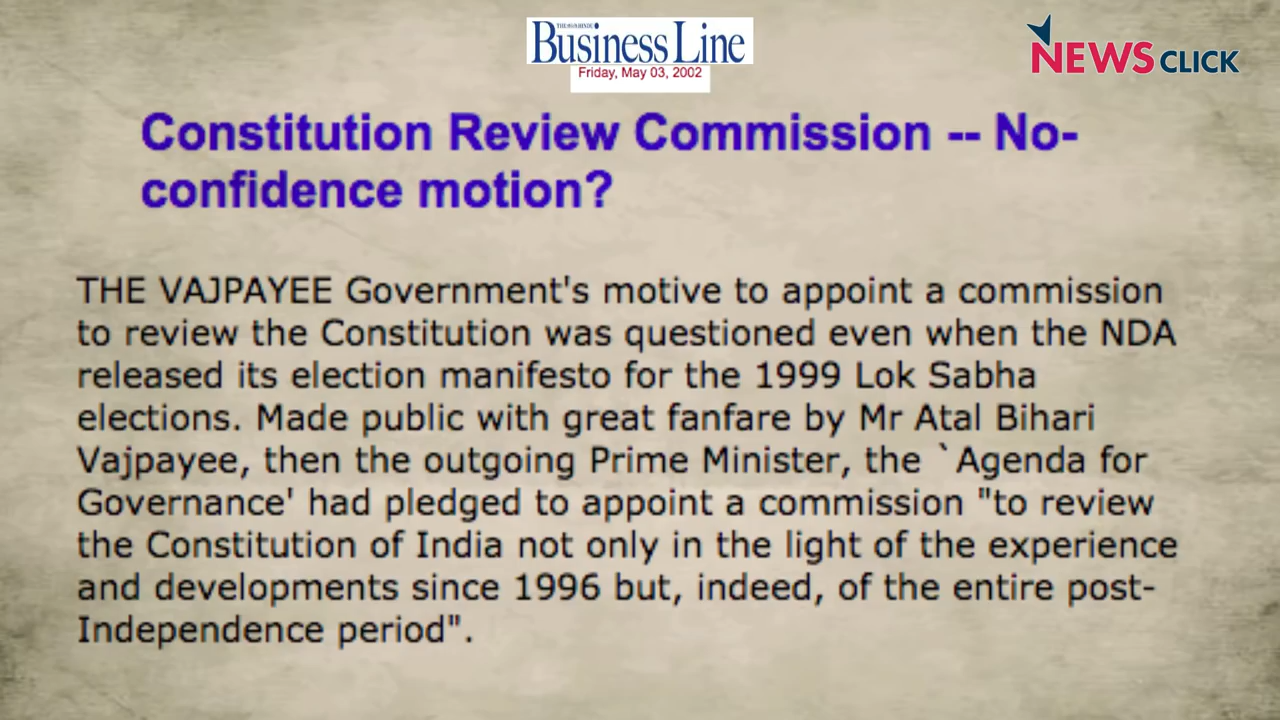 Business Line
Friday, May 03, 2002
NEWS CLICK
Constitution Review Commission -- No-
confidence motion?
THE VAJPAYEE Government's motive to appoint a commission
to review the Constitution was questioned even when the NDA
released its election manifesto for the 1999 Lok Sabha
elections. Made public with great fanfare by Mr Atal Bihari
Vajpayee, then the outgoing Prime Minister, the `Agenda for
Governance' had pledged to appoint a commission "to review
the Constitution of India not only in the light of the experience
and developments since 1996 but, indeed, of the entire post-
Independence period".